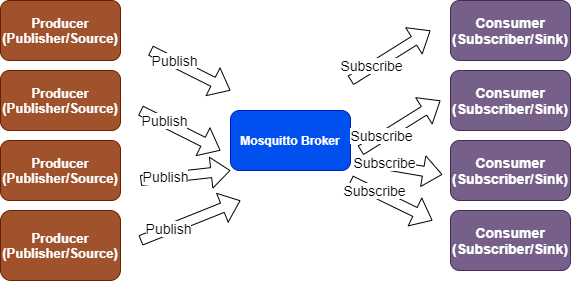 Producer
(Publisher/Source)
Producer
(Publisher/Source)
Producer
(Publisher/Source)
Producer
(Publisher/Source)
Publish
Publish
Publish
Publish
Mosquitto Broker
Subscribe
Subscribe
Subscribe
Subscribe
Consumer
(Subscriber/Sink)
Consumer
(Subscriber/Sink)
Consumer
(Subscriber/Sink)
Consumer
(Subscriber/Sink)